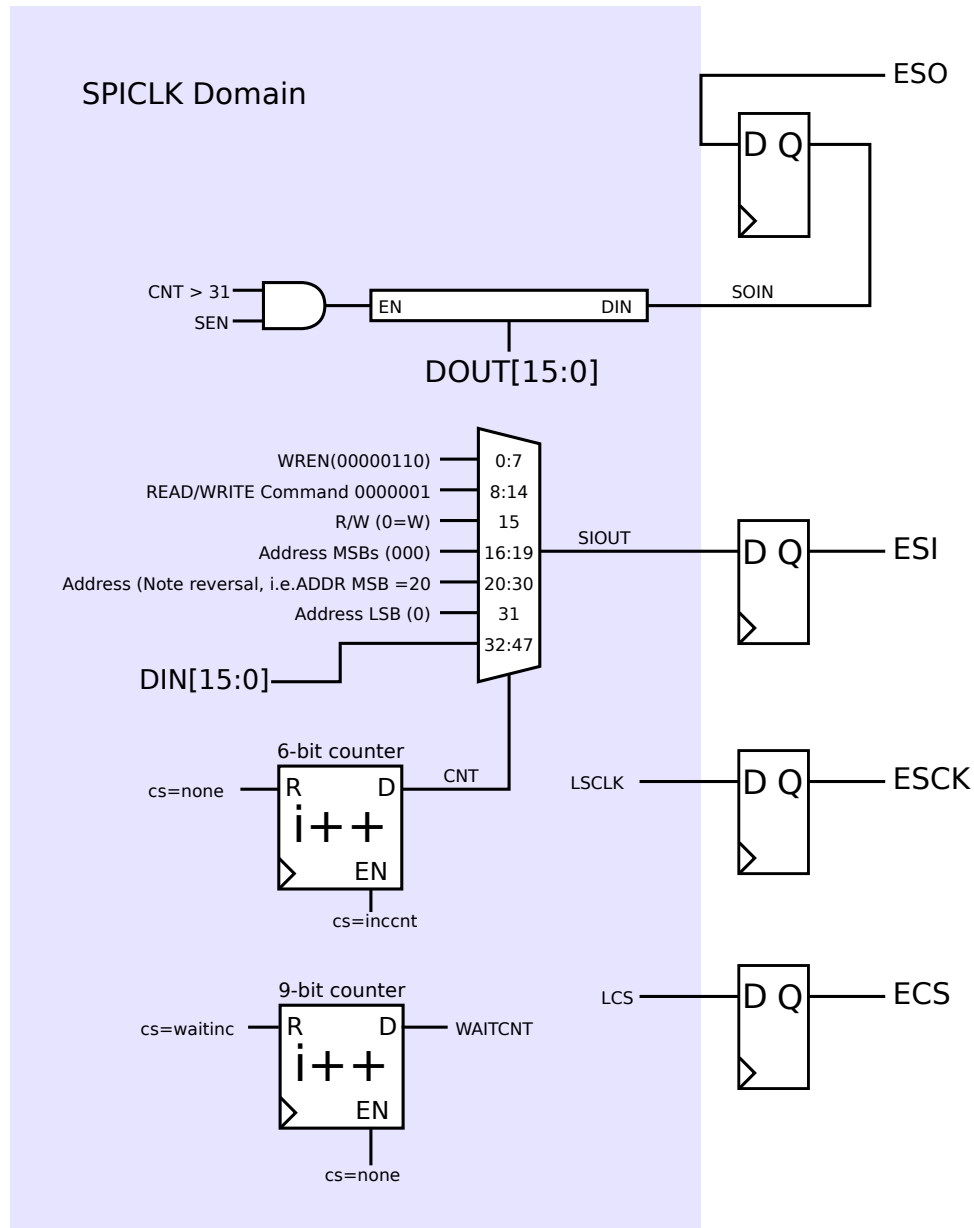 ESO
SPICLK Domain
D Q
CNT > 31
SEN
EN
DIN
SOIN
DOUT[15:0]
WREN(00000110)
0:7
READ/WRITE Command 0000001
8:14
R/W (0=W)
15
Address MSBs (000)
16:19
SIOUT
D Q
ESI
Address (Note reversal, i.e.ADDR MSB =20
20:30
Address LSB (0)
31
32:47
DIN[15:0]
6-bit counter
cs=none
R
D
CNT
i++
EN
cs=inccnt
LSCLK
D Q
ESCK
9-bit counter
cs=waitinc
R
D
WAITCNT
i++
EN
cs=none
LCS
D Q
ECS